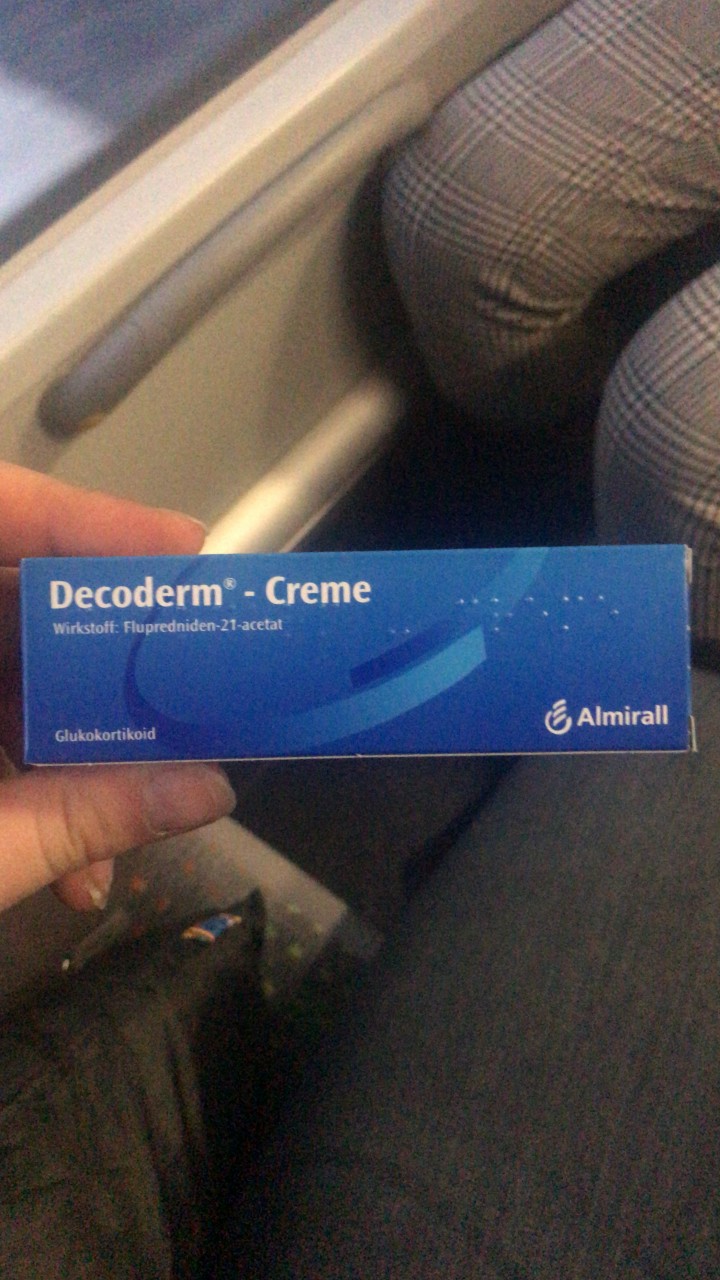 Decoderm® - Creme
Wirkstoff: Flupredniden-21-acetat
Glukokortikoid
Almirall